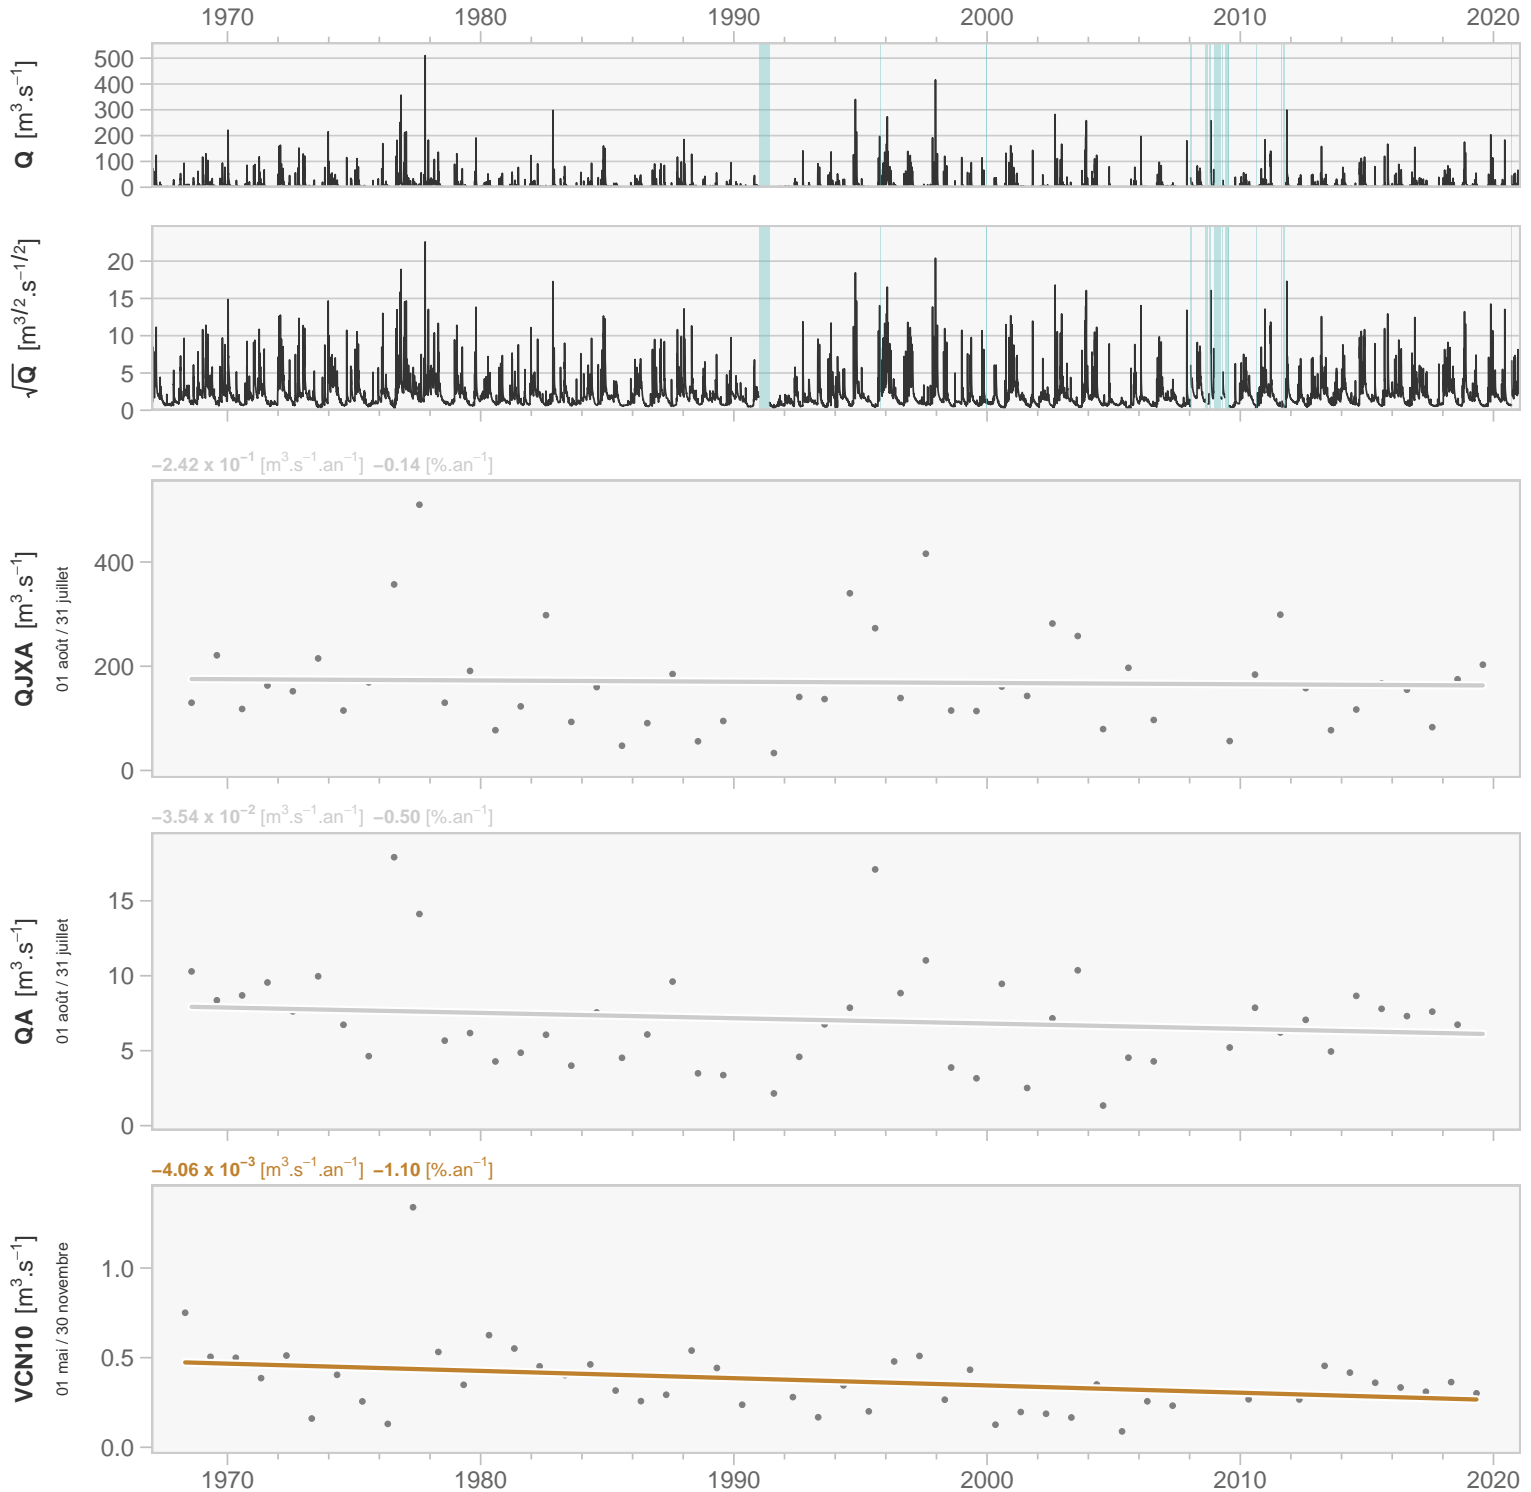 1970 1980 1990 2000 2010 2020
Q [m³.s⁻¹]
500
400
300
200
100
0
√Q [m³ᐟ².s⁻¹ᐟ²]
20
15
10
5
0
−2.42 x 10⁻¹ [m³.s⁻¹.an⁻¹] −0.14 [%.an⁻¹]
QJXA [m³.s⁻¹]
01 août / 31 juillet
400
200
0
−3.54 x 10⁻² [m³.s⁻¹.an⁻¹] −0.50 [%.an⁻¹]
QA [m³.s⁻¹]
01 août / 31 juillet
15
10
5
0
−4.06 x 10⁻³ [m³.s⁻¹.an⁻¹] −1.10 [%.an⁻¹]
VCN10 [m³.s⁻¹]
01 mai / 30 novembre
1.0
0.5
0.0
1970 1980 1990 2000 2010 2020